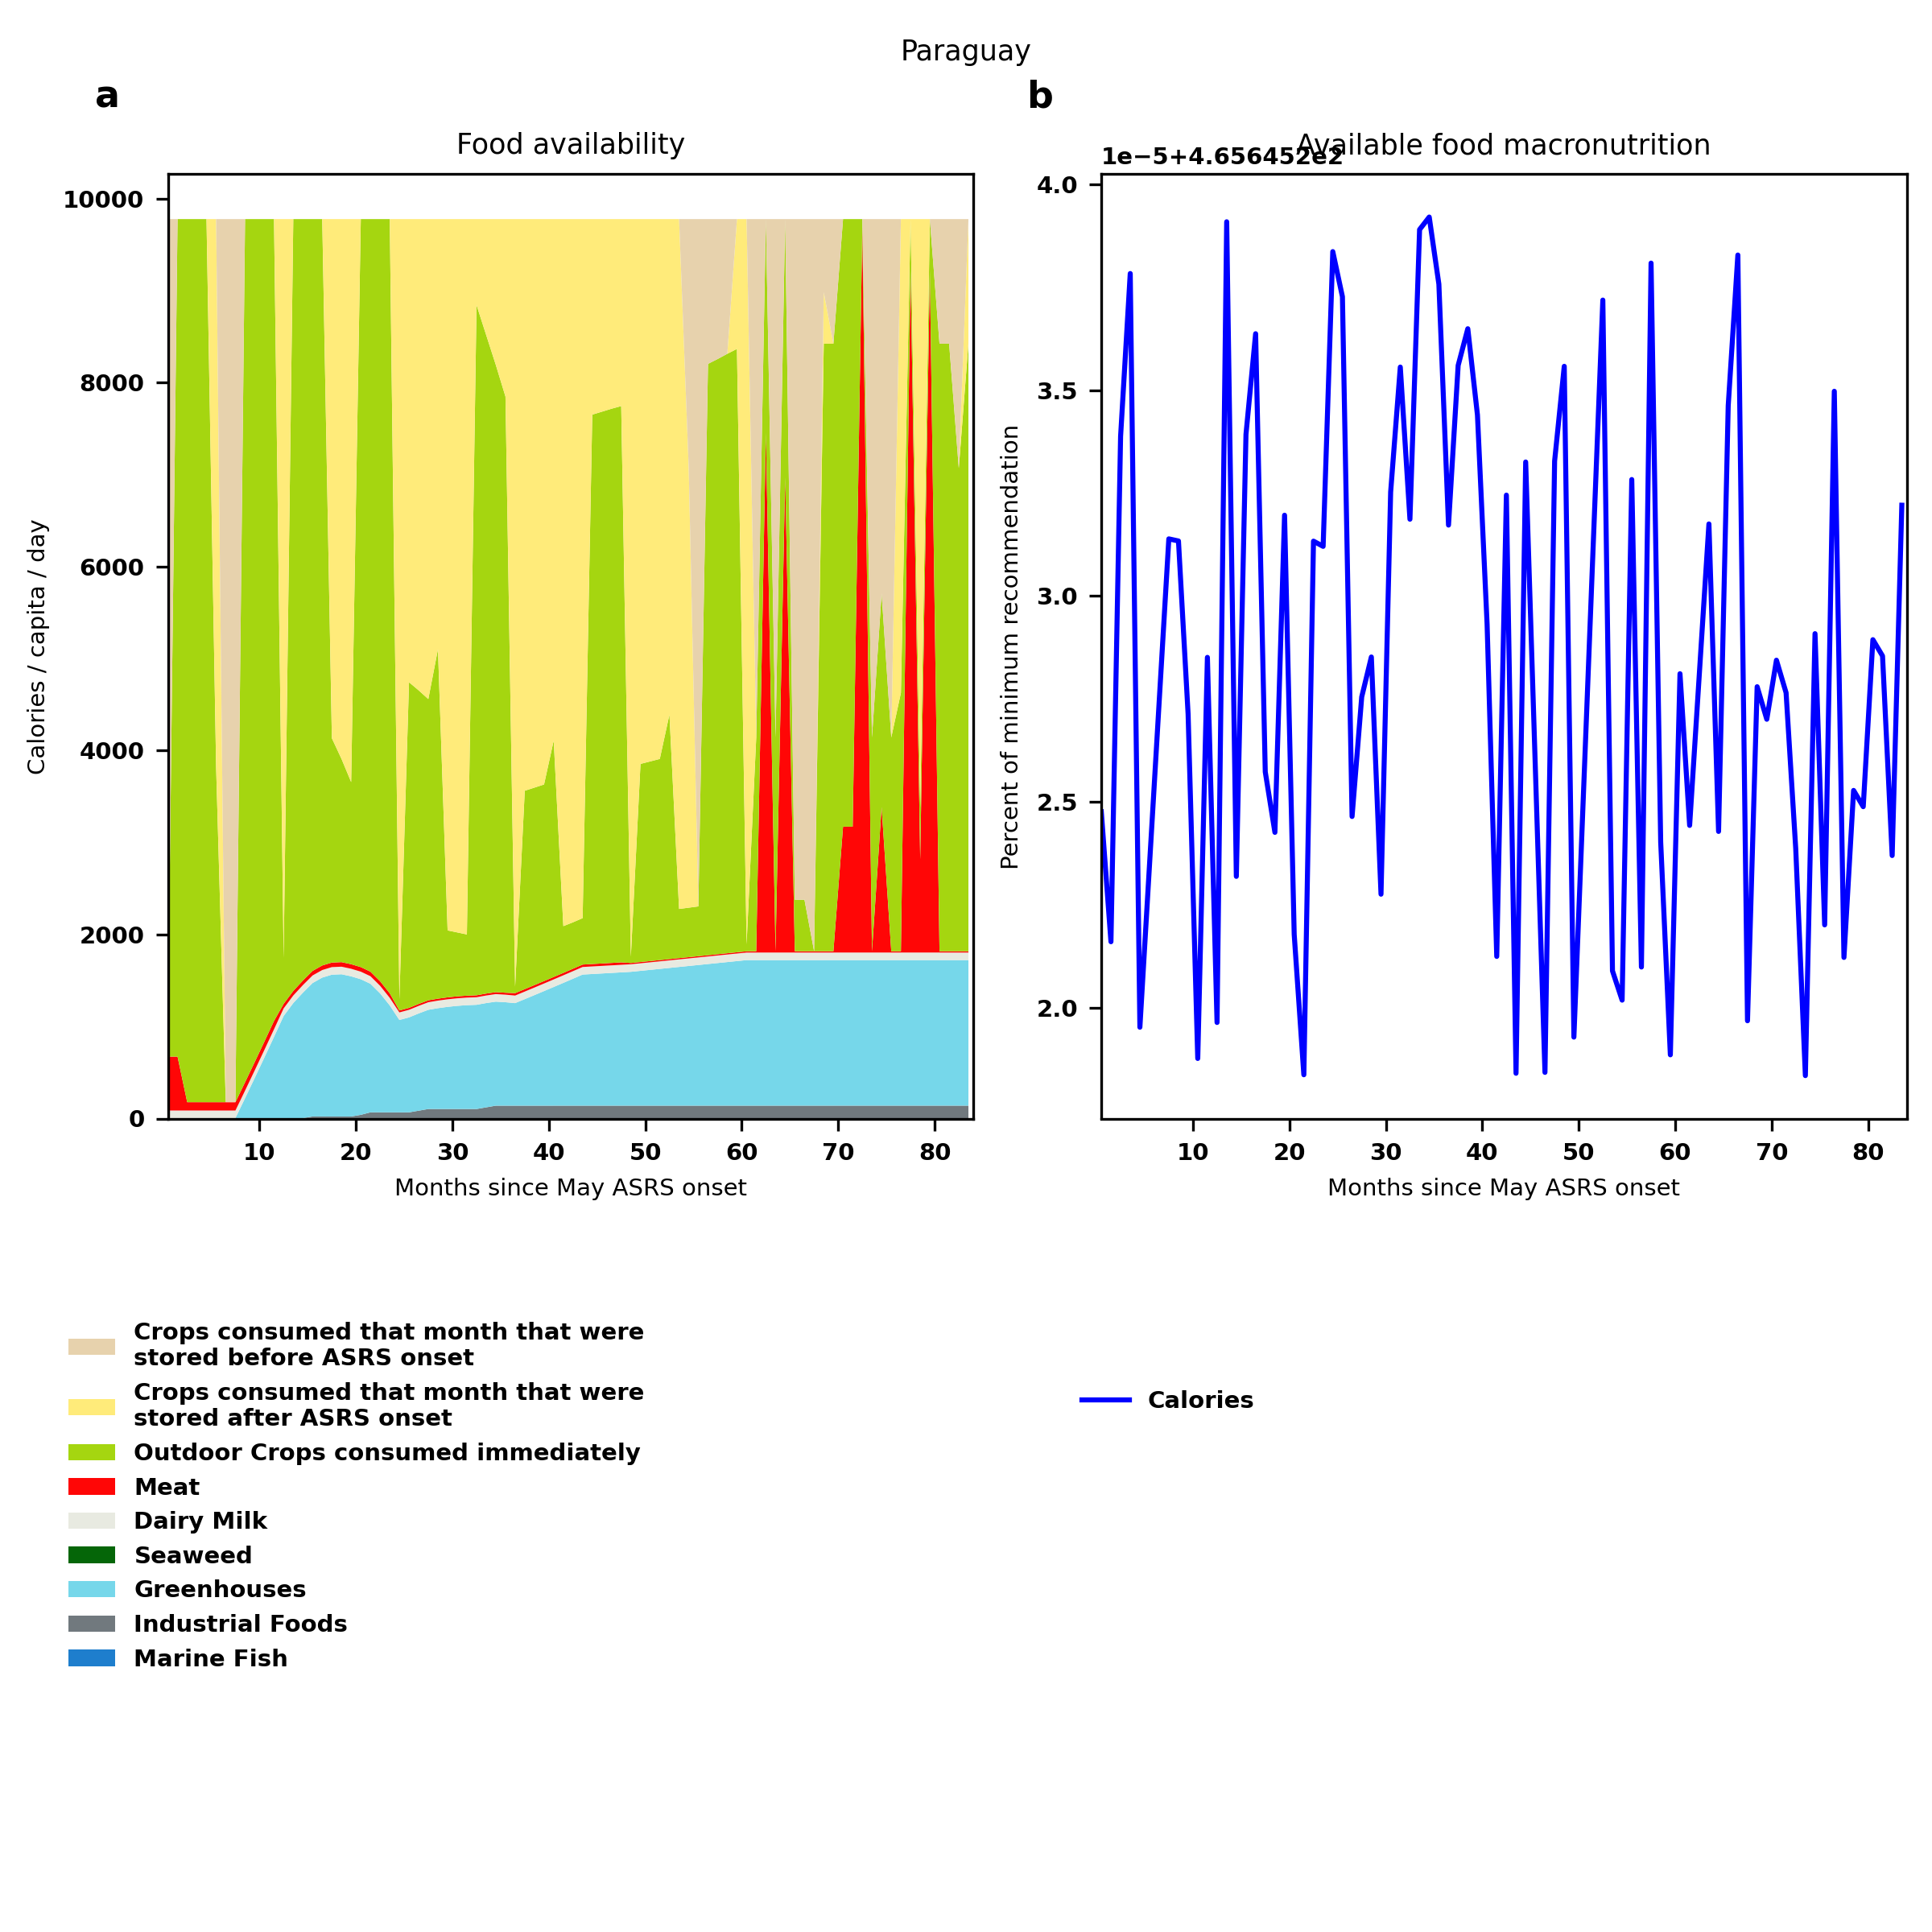 Paraguay
a
b
Food availability
Available food macronutrition
1e−5+4.656452e2
10000
8000
6000
4000
2000
0
Calories / capita / day
10 20 30 40 50 60 70 80
Months since May ASRS onset
4.0
3.5
3.0
2.5
2.0
Percent of minimum recommendation
10 20 30 40 50 60 70 80
Months since May ASRS onset
Crops consumed that month that were
stored before ASRS onset
Crops consumed that month that were
stored after ASRS onset
Outdoor Crops consumed immediately
Meat
Dairy Milk
Seaweed
Greenhouses
Industrial Foods
Marine Fish
Calories